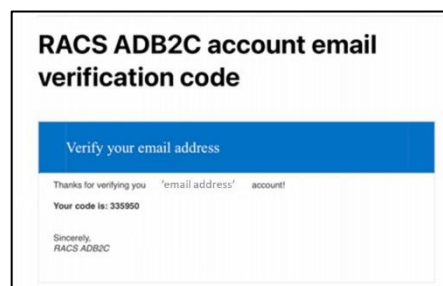 RACS ADB2C account email
verification code
Verify your email address
Thanks for verifying you 'email address' account!
Your code is: 335950
Sincerely,
RACS ADB2C